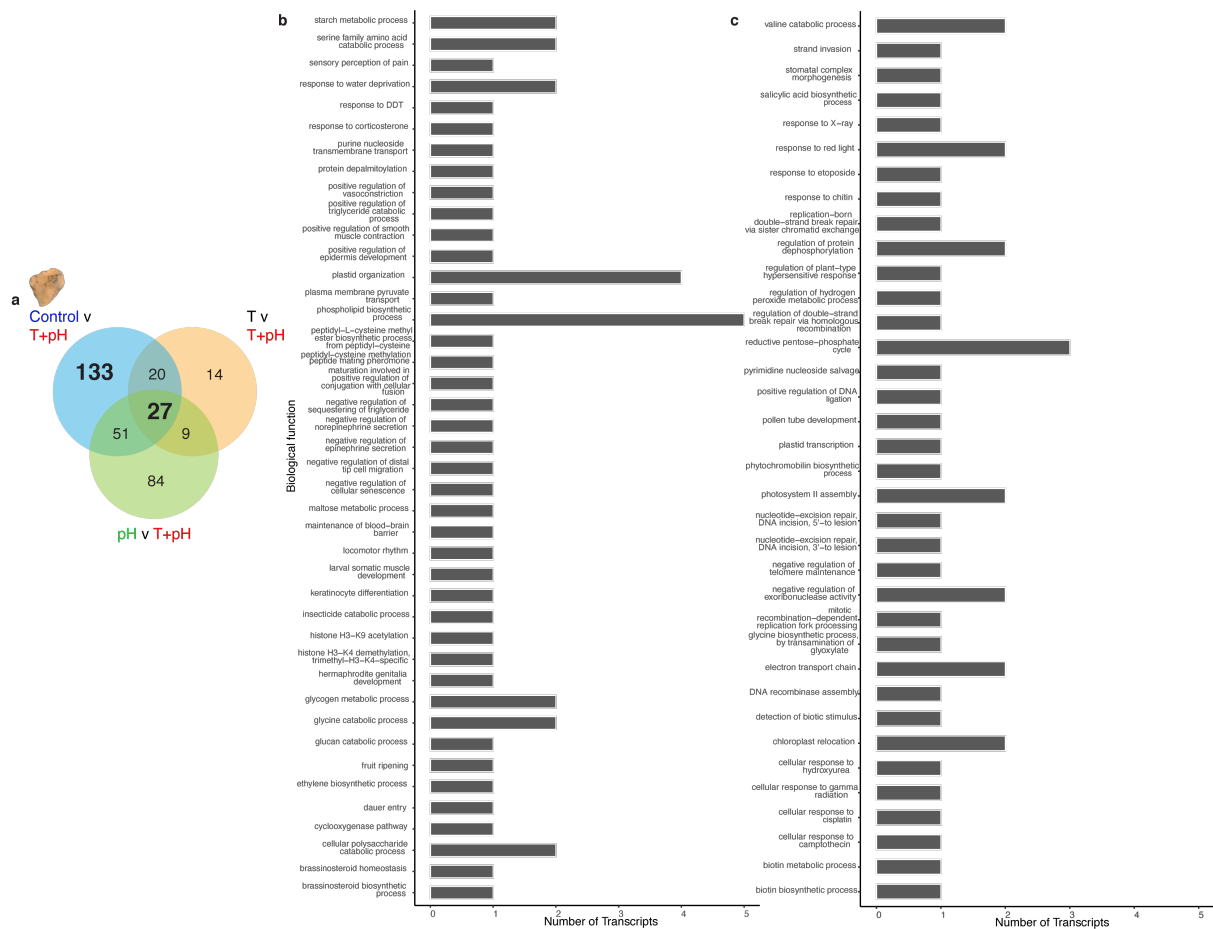 a
Control v
T+pH
T v
T+pH
133
20
14
27
51
9
84
pH v T+pH
b
Biological function
starch metabolic process
serine family amino acid
catabolic process
sensory perception of pain
response to water deprivation
response to DDT
response to corticosterone
purine nucleoside
transmembrane transport
protein depalmitoylation
positive regulation of
vasoconstriction
positive regulation of
triglyceride catabolic
process
positive regulation of smooth
muscle contraction
positive regulation of
epidermis development
plastid organization
plasma membrane pyruvate
transport
phospholipid biosynthetic
process
peptidyl−L−cysteine methyl
ester biosynthetic process
from peptidyl−cysteine
peptidyl−cysteine methylation
peptide mating pheromone
maturation involved in
positive regulation of
conjugation with cellular
fusion
negative regulation of
sequestering of triglyceride
negative regulation of
norepinephrine secretion
negative regulation of
epinephrine secretion
negative regulation of distal
tip cell migration
negative regulation of
cellular senescence
maltose metabolic process
maintenance of blood−brain
barrier
locomotor rhythm
larval somatic muscle
development
keratinocyte differentiation
insecticide catabolic process
histone H3−K9 acetylation
histone H3−K4 demethylation,
trimethyl−H3−K4−specific
hermaphrodite genitalia
development
glycogen metabolic process
glycine catabolic process
glucan catabolic process
fruit ripening
ethylene biosynthetic process
dauer entry
cyclooxygenase pathway
cellular polysaccharide
catabolic process
brassinosteroid homeostasis
brassinosteroid biosynthetic
process
0 1 2 3 4 5
Number of Transcripts
c
valine catabolic process
strand invasion
stomatal complex
morphogenesis
salicylic acid biosynthetic
process
response to X−ray
response to red light
response to etoposide
response to chitin
replication−born
double−strand break repair
via sister chromatid exchange
regulation of protein
dephosphorylation
regulation of plant−type
hypersensitive response
regulation of hydrogen
peroxide metabolic process
regulation of double−strand
break repair via homologous
recombination
reductive pentose−phosphate
cycle
pyrimidine nucleoside salvage
positive regulation of DNA
ligation
pollen tube development
plastid transcription
phytochromobilin biosynthetic
process
photosystem II assembly
nucleotide−excision repair,
DNA incision, 5'−to lesion
nucleotide−excision repair,
DNA incision, 3'−to lesion
negative regulation of
telomere maintenance
negative regulation of
exoribonuclease activity
mitotic
recombination−dependent
replication fork processing
glycine biosynthetic process,
by transamination of
glyoxylate
electron transport chain
DNA recombinase assembly
detection of biotic stimulus
chloroplast relocation
cellular response to
hydroxyurea
cellular response to gamma
radiation
cellular response to
cisplatin
cellular response to
camptothecin
biotin metabolic process
biotin biosynthetic process
0 1 2 3 4 5
Number of Transcripts